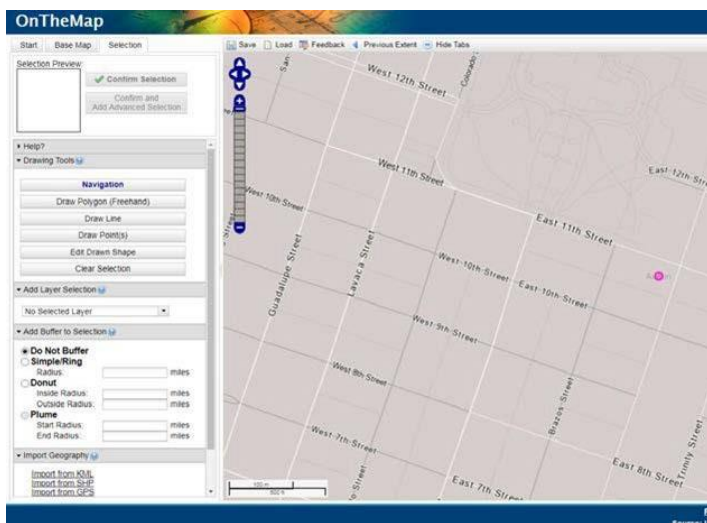 OnTheMap
Start Base Map Selection
Save Load Feedback Previous Extent Hide Tabs
Selection Preview:
Confirm Selection
Confirm and
Add Advanced Selection
Help?
Drawing Tools
Navigation
Draw Polygon (Freehand)
Draw Line
Draw Point(s)
Edit Drawn Shape
Clear Selection
Add Layer Selection
No Selected Layer
Add Buffer to Selection
Do Not Buffer
Simple/Ring
Radius: miles
Donut
Inside Radius: miles
Outside Radius: miles
Plume
Start Radius: miles
End Radius: miles
Import Geography
Import from KML
Import from SHP
Import from GPS
West 12th Street
Colorado
San
West 11th Street
East 12th Street
West 10th Street
East 11th Street
Guadalupe Street
Lavaca Street
West 10th Street
East 10th Street
West 9th Street
West 8th Street
Brazos Street
Trinity Street
West 7th Street
East 8th Street
East 7th Street
100 m
500 ft